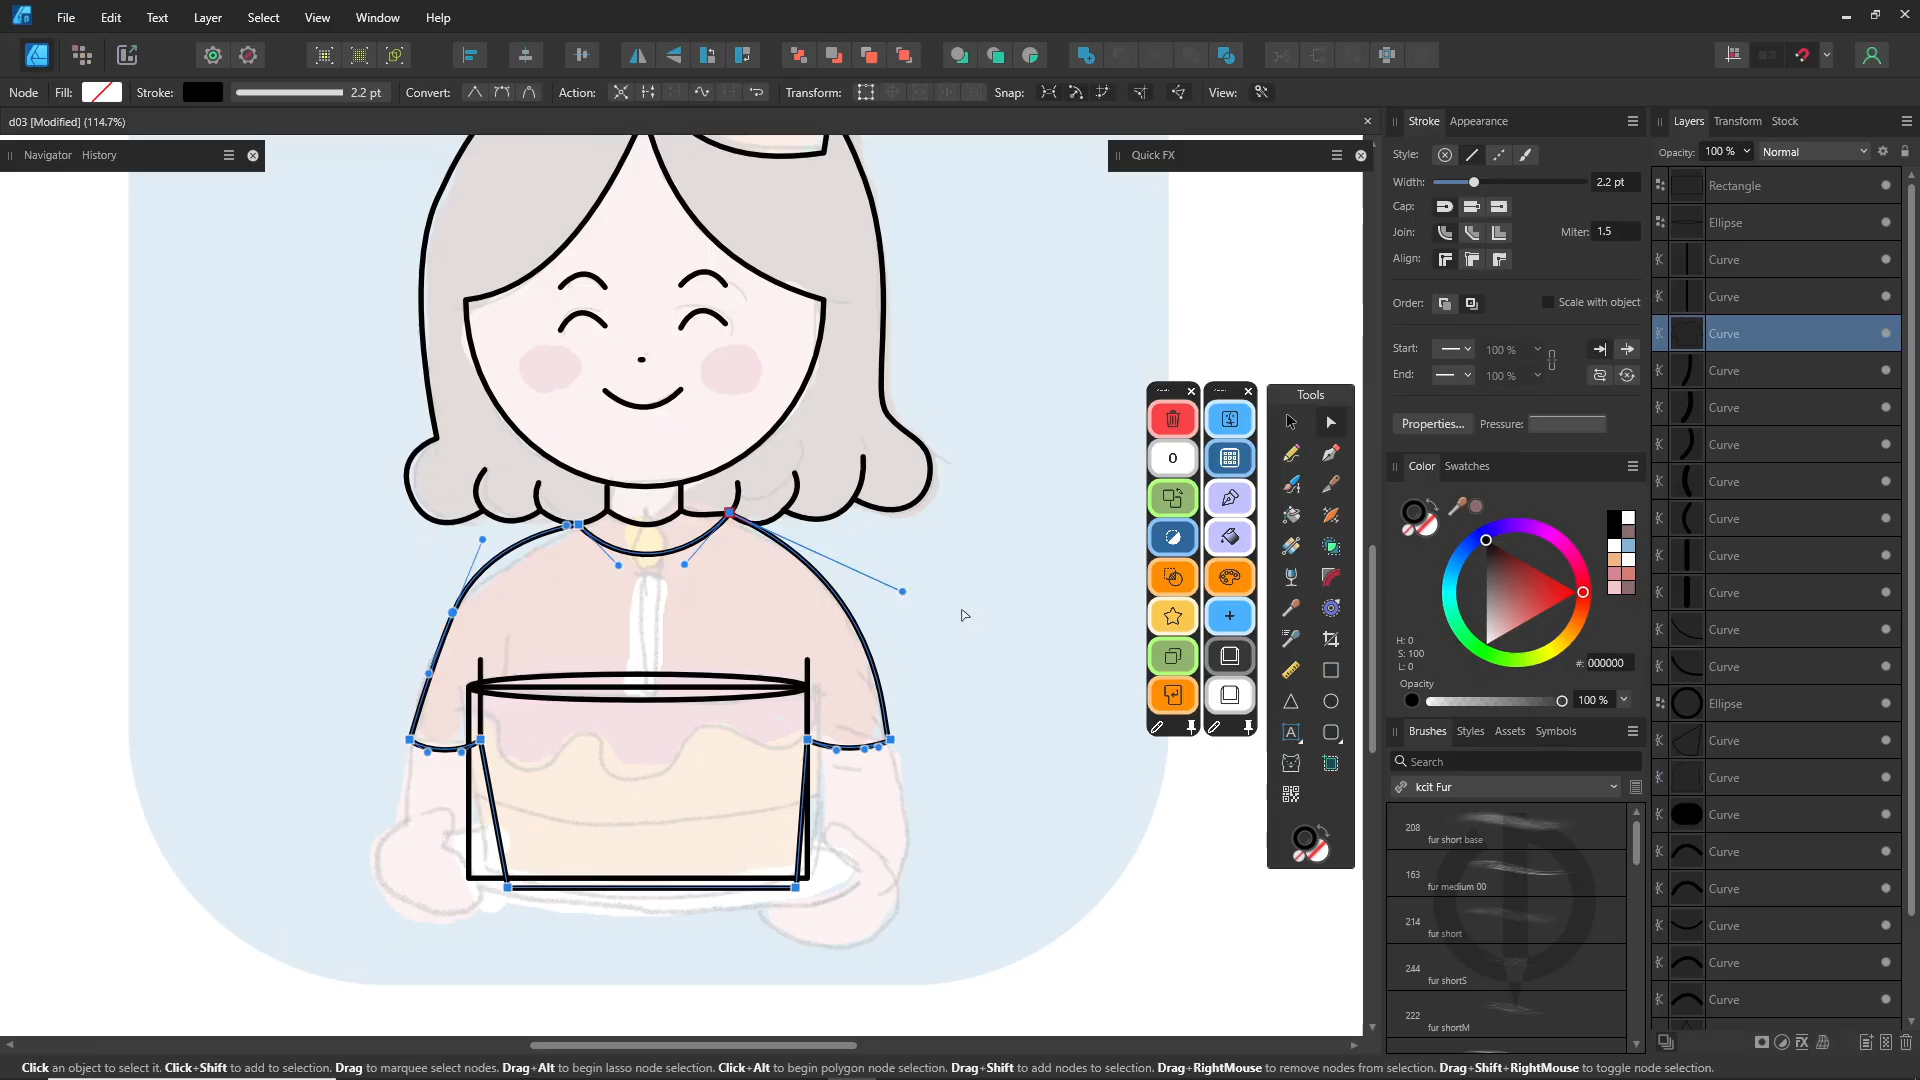 File Edit Text Layer Select View Window Help
Node Fill: Stroke: 2.2 pt Convert: Action: Transform: Snap: View:
d03 [Modified] (114.7%)
Navigator History
Quick FX
Tools
0
A
Stroke Appearance
Style:
Width: 2.2 pt
Cap:
Join: Miter: 1.5
Align:
Order: Scale with object
Start: 100 %
End: 100 %
Properties... Pressure:
Color Swatches
H: 0
S: 100
L: 0
#: 000000
Opacity
100 %
Brushes Styles Assets Symbols
Search
kcit Fur
208
fur short base
163
fur medium 00
214
fur short
244
fur shortS
222
fur shortM
Layers Transform Stock
Opacity: 100 % Normal
Rectangle
Ellipse
Curve
Curve
Curve
Curve
Curve
Curve
Curve
Curve
Curve
Curve
Curve
Curve
Ellipse
Curve
Curve
Curve
Curve
Curve
Curve
Curve
Curve
Click an object to select it. Click+Shift to add to selection. Drag to marquee select nodes. Drag+Alt to begin lasso node selection. Click+Alt to begin polygon node selection. Drag+Shift to add nodes to selection. Drag+RightMouse to remove nodes from selection. Drag+Shift+RightMouse to toggle node selection.